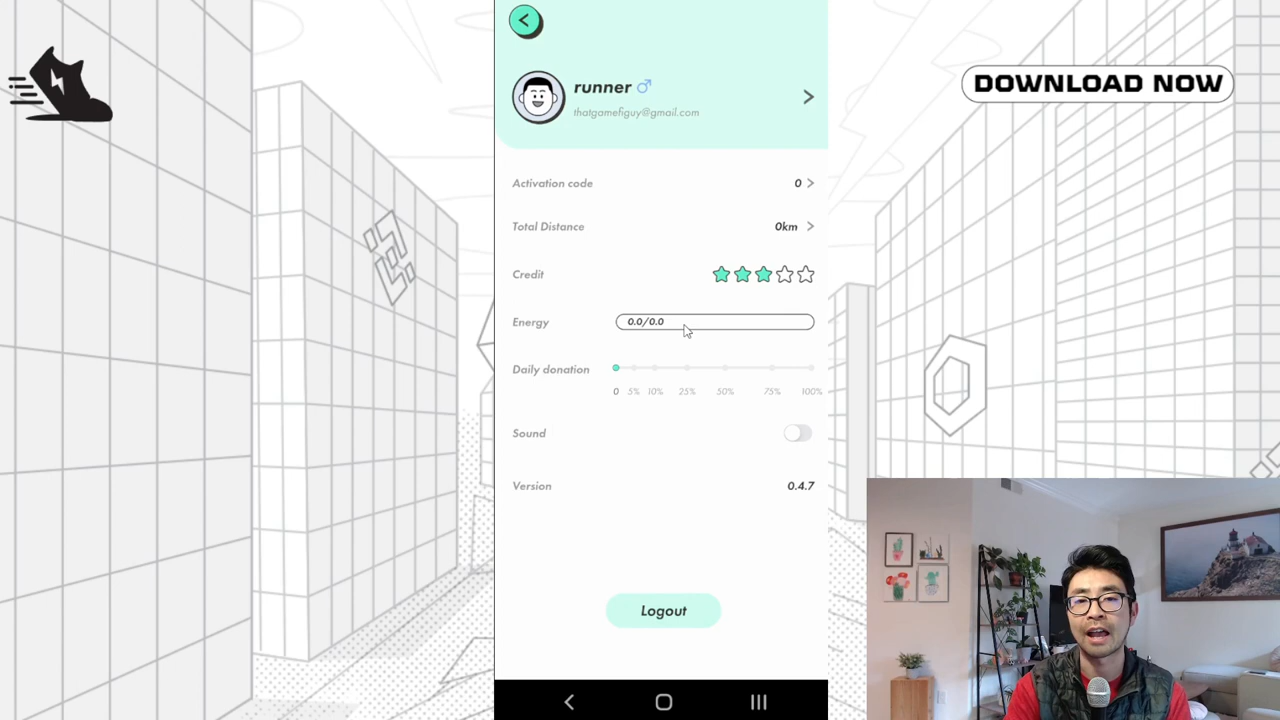 DOWNLOAD NOW
runner
thatgamefiguy@gmail.com
Activation code 0
Total Distance 0km
Credit
Energy 0.0/0.0
Daily donation
0 5% 10% 25% 50% 75% 100%
Sound
Version 0.4.7
Logout